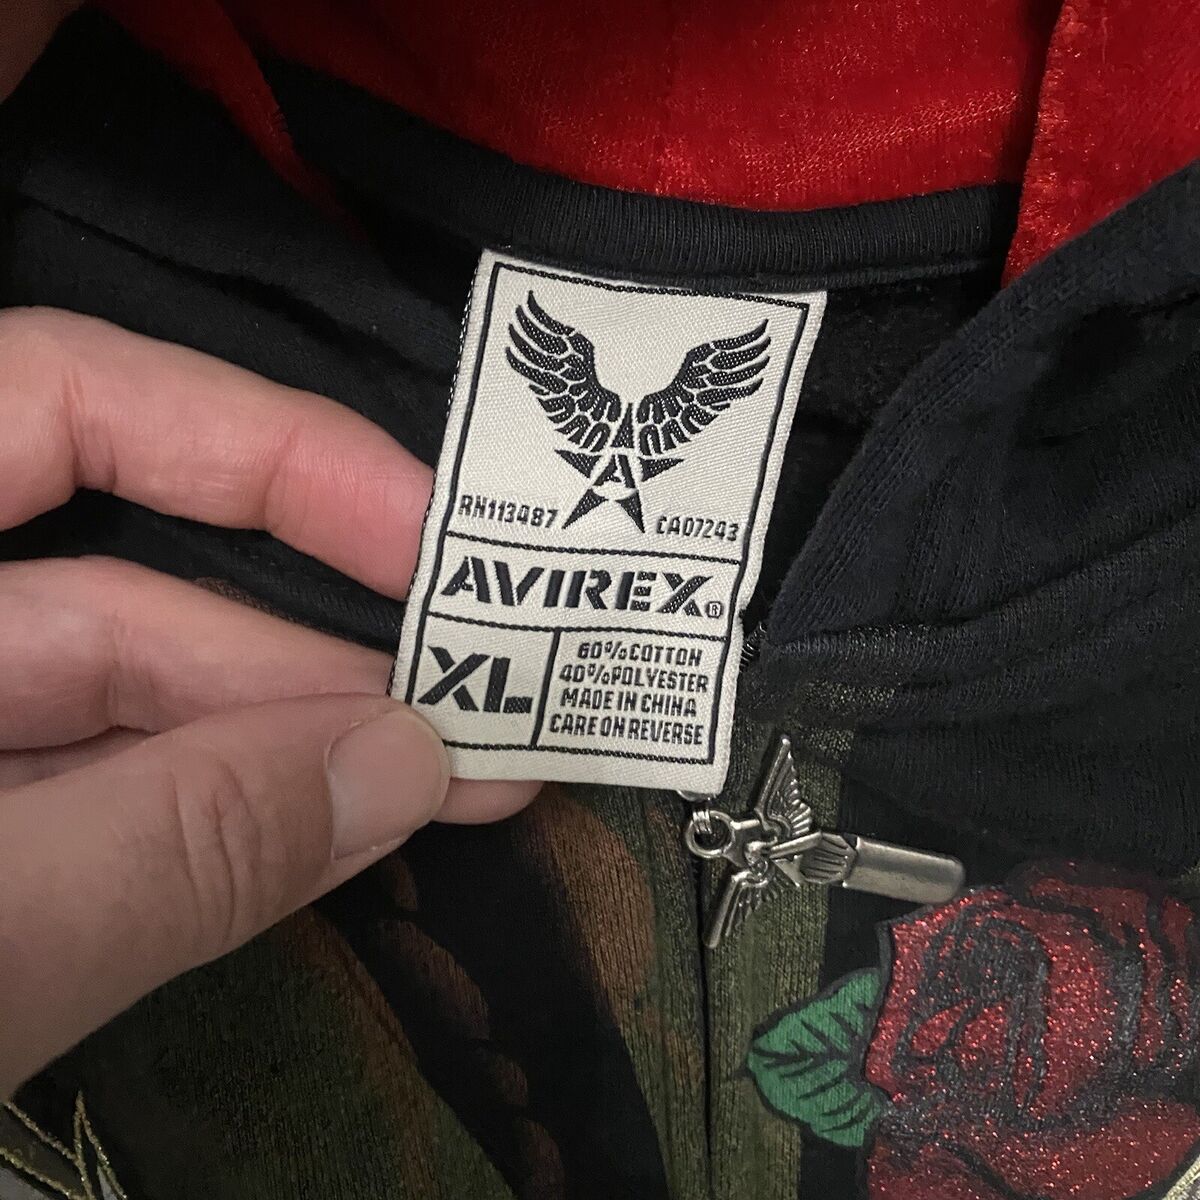 A
RN113487 CA07243
AVIREX®
XL
60%COTTON
40%POLYESTER
MADE IN CHINA
CARE ON REVERSE